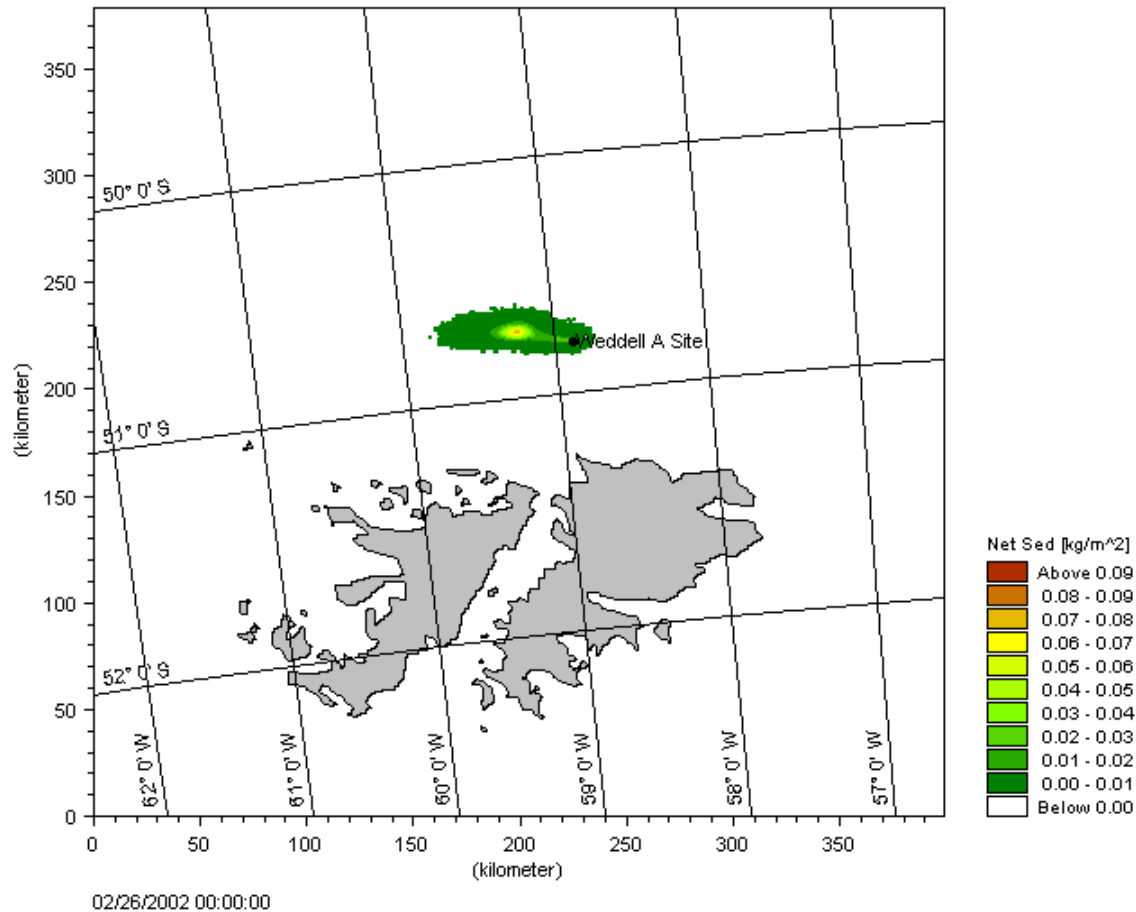 350
300
250
200
150
100
50
0
(kilometer)
50° 0' S
51° 0' S
52° 0' S
Weddell A Site
62° 0' W
61° 0' W
60° 0' W
59° 0' W
58° 0' W
57° 0' W
0 50 100 150 200 250 300 350
(kilometer)
02/26/2002 00:00:00
Net Sed [kg/m^2]
Above 0.09
0.08 - 0.09
0.07 - 0.08
0.06 - 0.07
0.05 - 0.06
0.04 - 0.05
0.03 - 0.04
0.02 - 0.03
0.01 - 0.02
0.00 - 0.01
Below 0.00